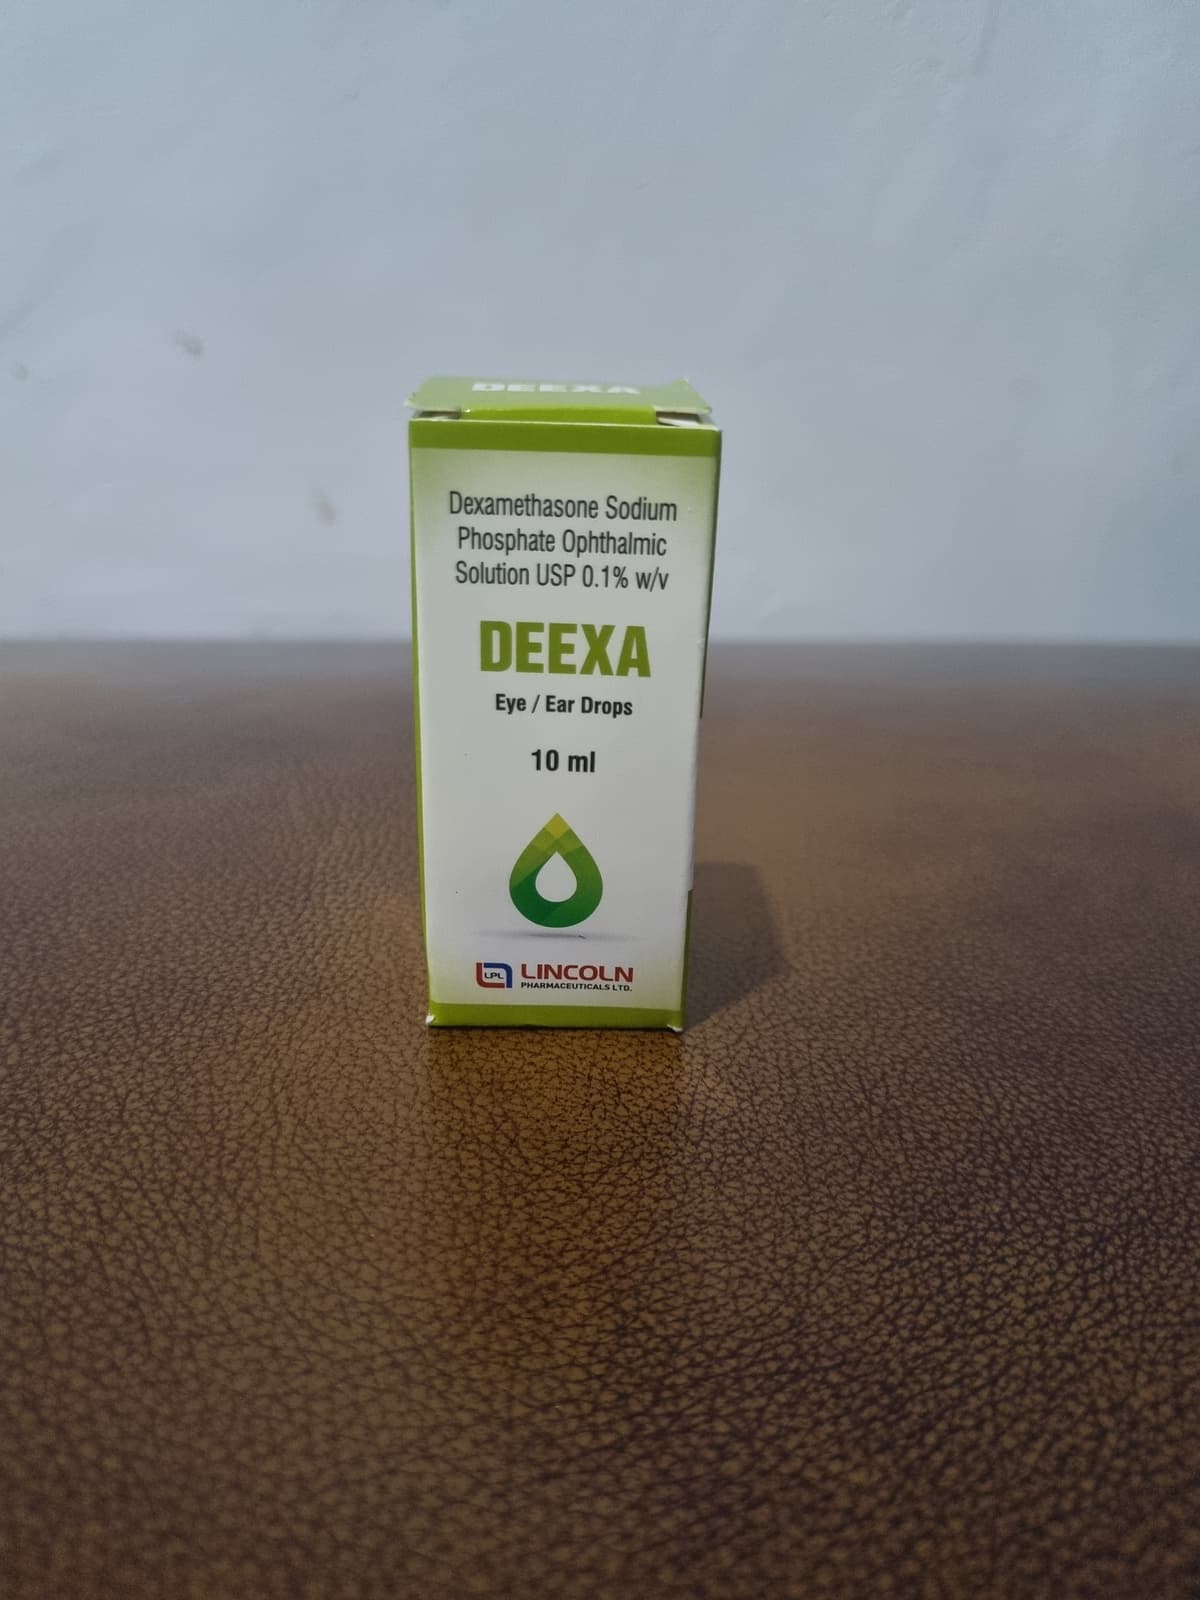 DEEXA
Dexamethasone Sodium
Phosphate Ophthalmic
Solution USP 0.1% w/v
DEEXA
Eye / Ear Drops
10 ml
LPL LINCOLN
PHARMACEUTICALS LTD.